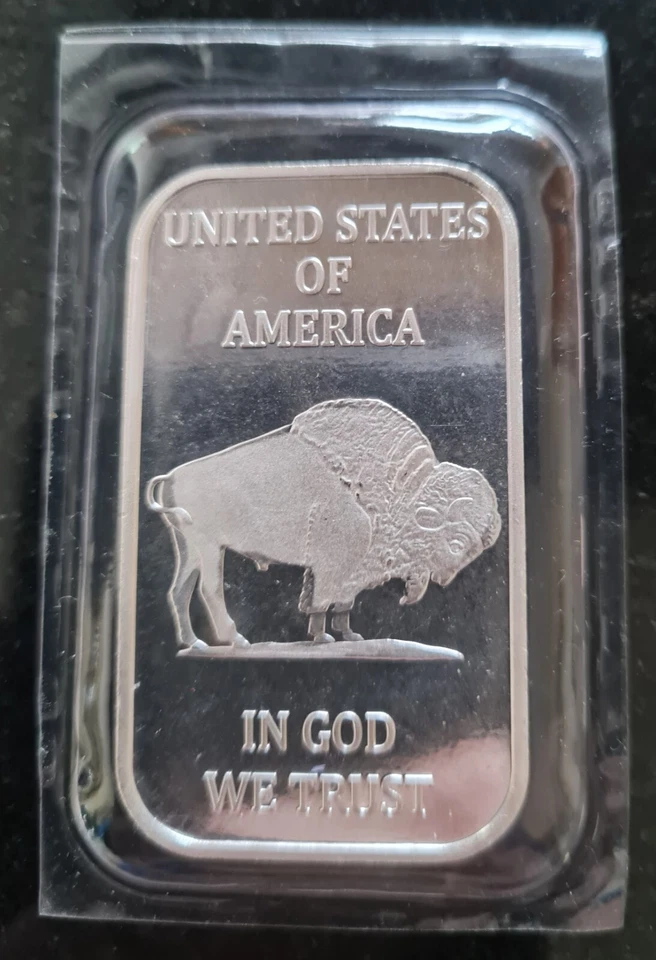 UNITED STATES
OF
AMERICA
IN GOD
WE TRUST